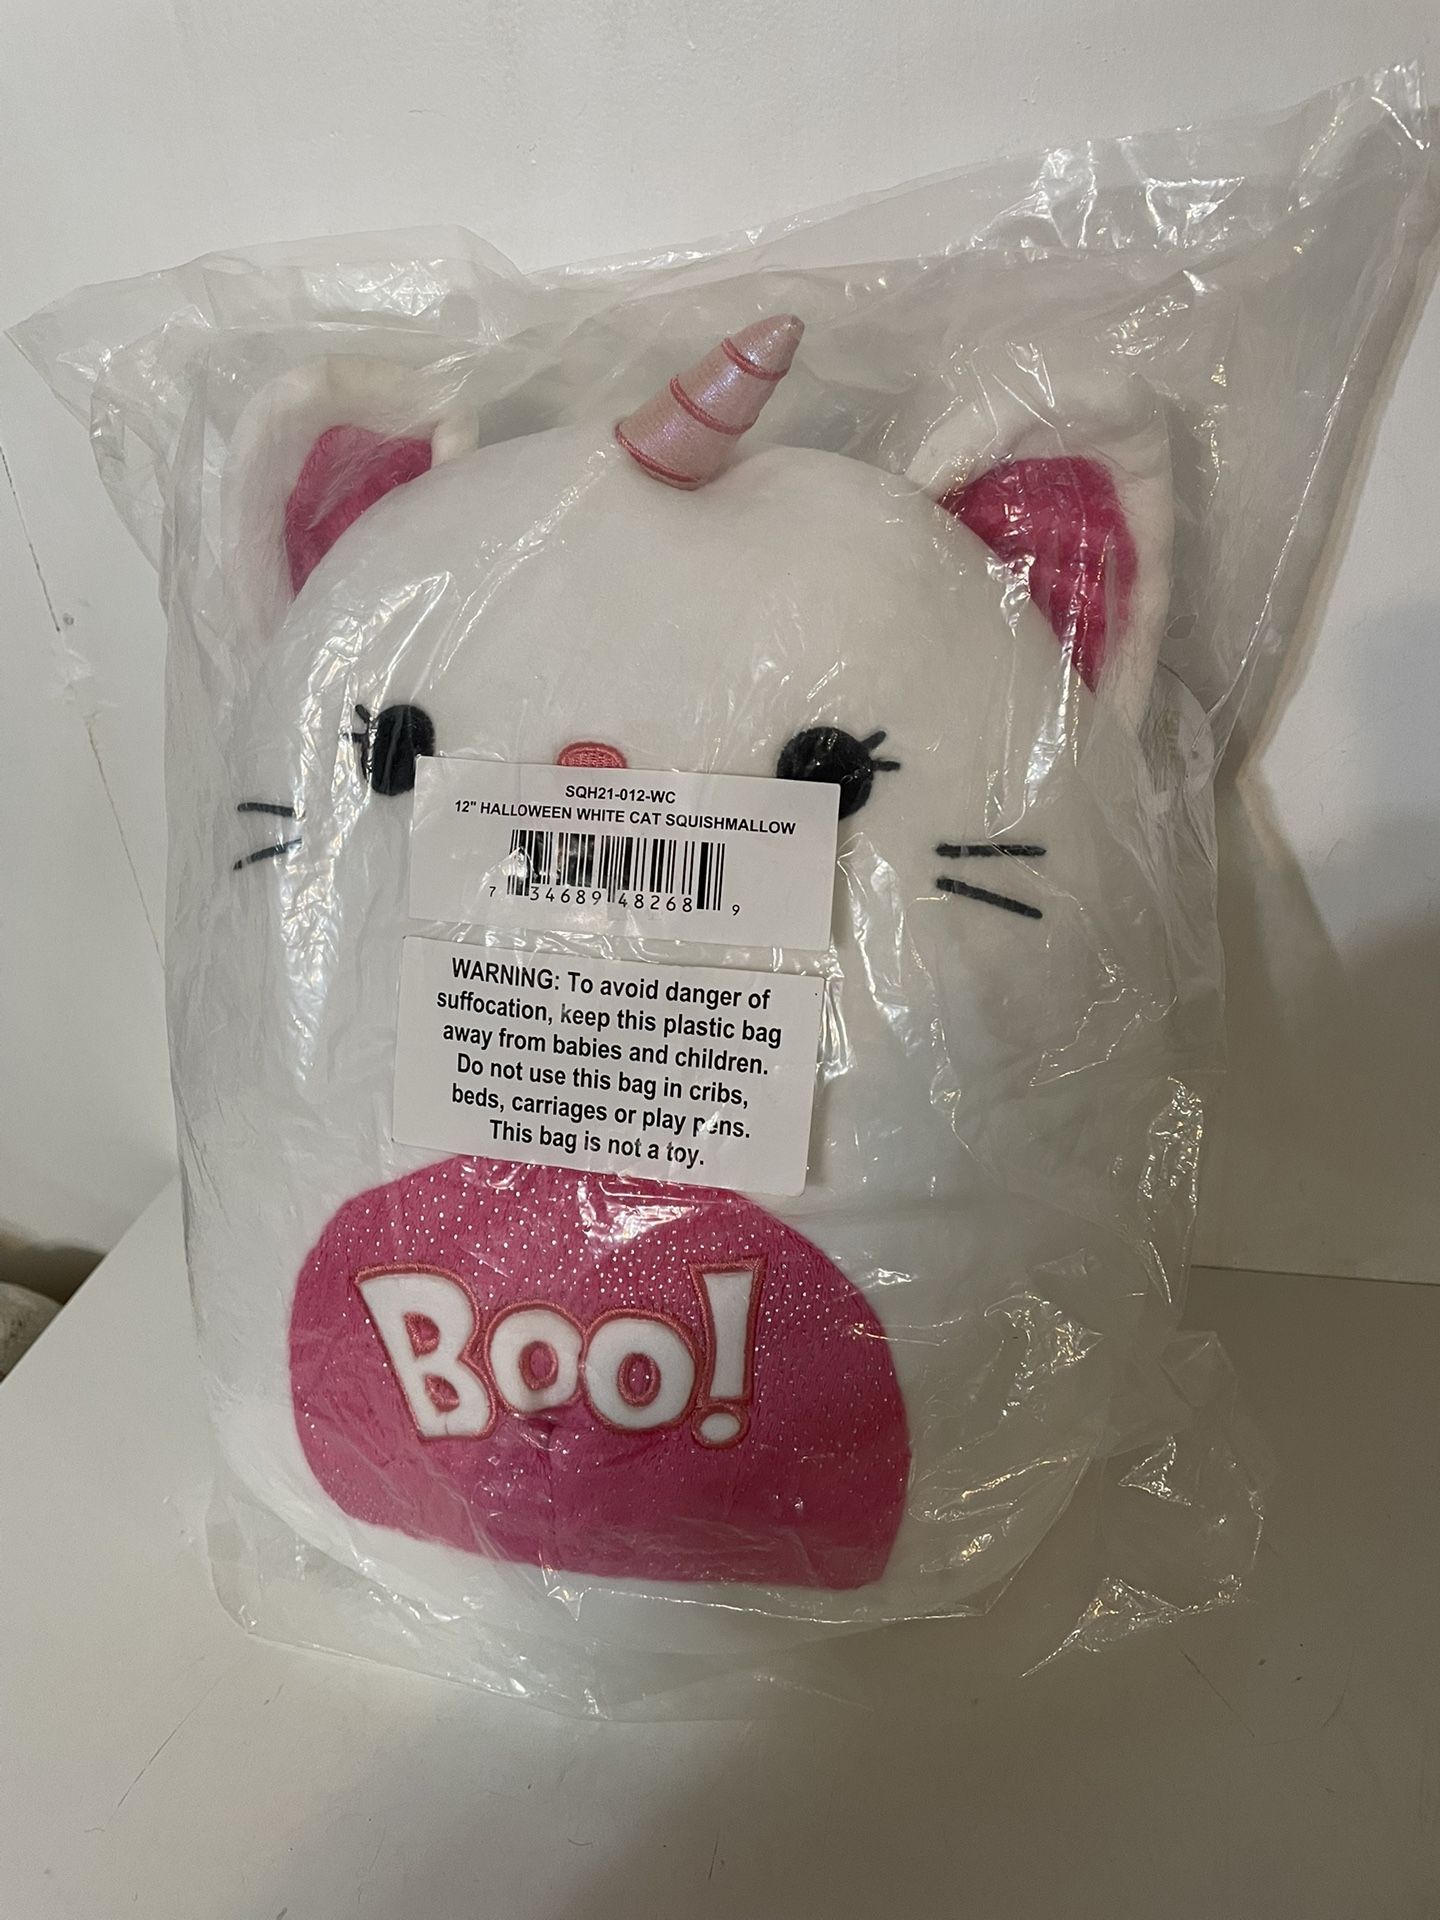 SQH21-012-WC
12" HALLOWEEN WHITE CAT SQUISHMALLOW
7 34689 48268 9
WARNING: To avoid danger of
suffocation, keep this plastic bag
away from babies and children.
Do not use this bag in cribs,
beds, carriages or play pens.
This bag is not a toy.
Boo!